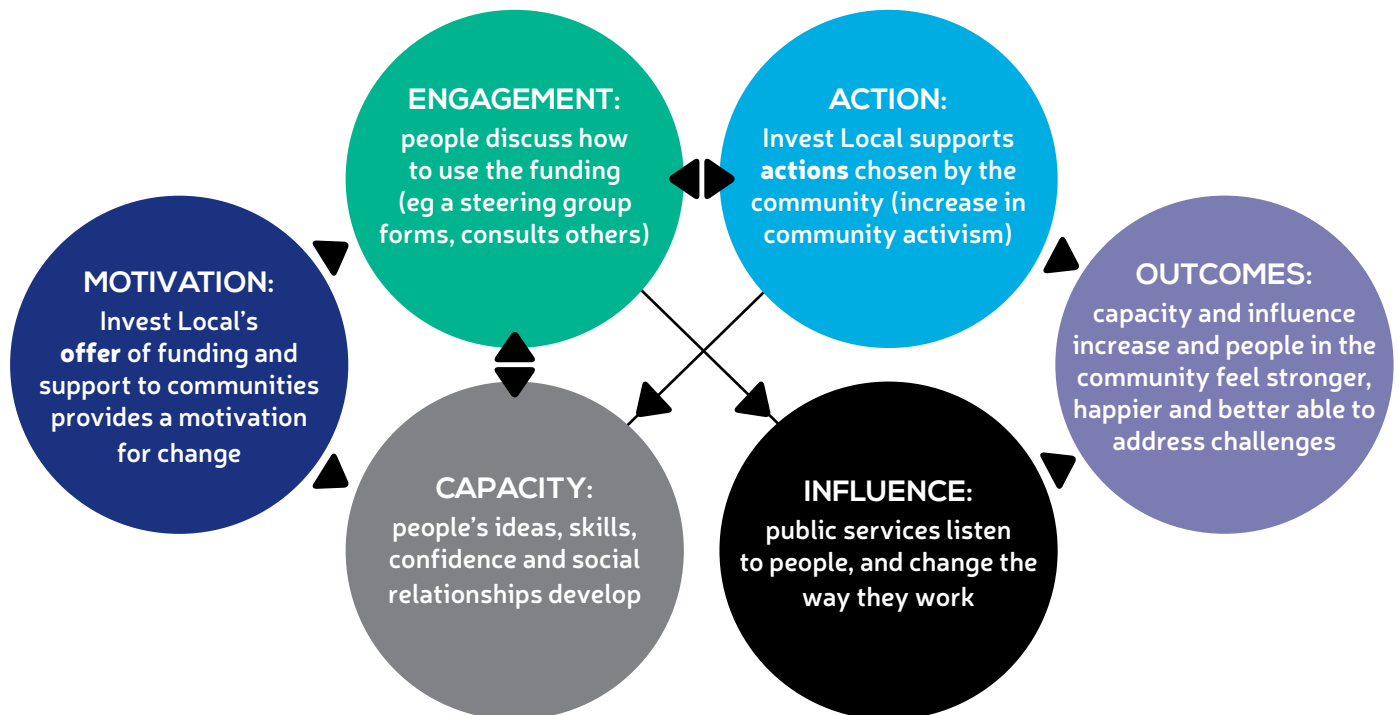 MOTIVATION:
Invest Local's
offer of funding and
support to communities
provides a motivation
for change
ENGAGEMENT:
people discuss how
to use the funding
(eg a steering group
forms, consults others)
CAPACITY:
people’s ideas, skills,
confidence and social
relationships develop
ACTION:
Invest Local supports
actions chosen by the
community (increase in
community activism)
INFLUENCE:
public services listen
to people, and change the
way they work
OUTCOMES:
capacity and influence
increase and people in the
community feel stronger,
happier and better able to
address challenges